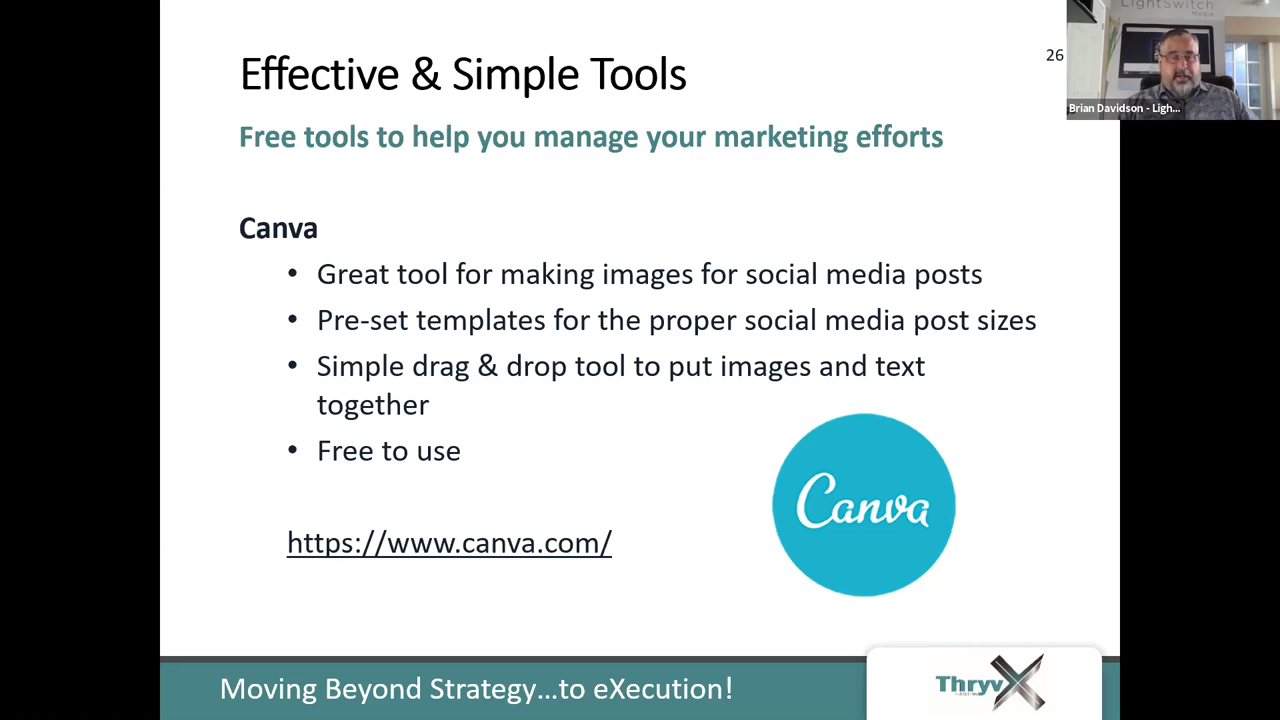 Effective & Simple Tools
26
LightSwitch
Media
Brian Davidson - Ligh...
Free tools to help you manage your marketing efforts
Canva
• Great tool for making images for social media posts
• Pre-set templates for the proper social media post sizes
• Simple drag & drop tool to put images and text
together
• Free to use
Canva
https://www.canva.com/
Moving Beyond Strategy...to eXecution!
ThryvX